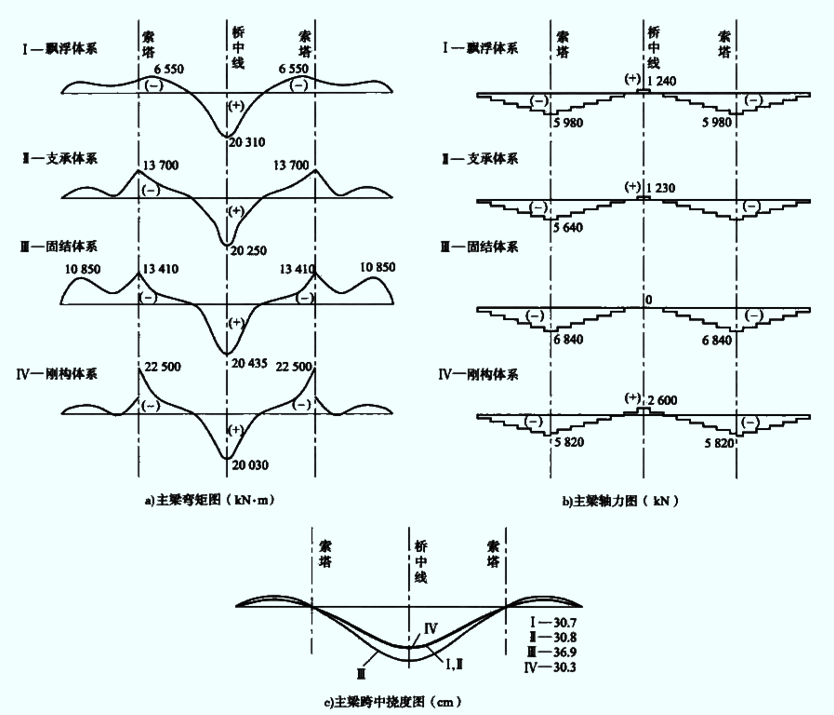 索塔
桥中线
索塔
Ⅰ—飘浮体系
6 550
6 550
(−)
(−)
(+)
20 310
Ⅱ—支承体系
13 700
13 700
(−)
(+)
20 250
Ⅲ—固结体系
10 850
13 410
13 410
10 850
(−)
(−)
(+)
20 435
Ⅳ—刚构体系
22 500
22 500
(−)
(−)
(+)
20 030
a)主梁弯矩图（kN·m）
索塔
桥中线
索塔
Ⅰ—飘浮体系
(+)
1 240
(−)
(−)
5 980
5 980
Ⅱ—支承体系
(+)
1 230
(−)
(−)
5 640
Ⅲ—固结体系
0
(−)
(−)
6 840
6 840
Ⅳ—刚构体系
(+)
2 600
(−)
(−)
5 820
5 820
b)主梁轴力图（kN）
索塔
桥中线
索塔
Ⅳ
Ⅲ
Ⅰ,Ⅱ
Ⅰ—30.7
Ⅱ—30.8
Ⅲ—36.9
Ⅳ—30.3
c)主梁跨中挠度图（cm）